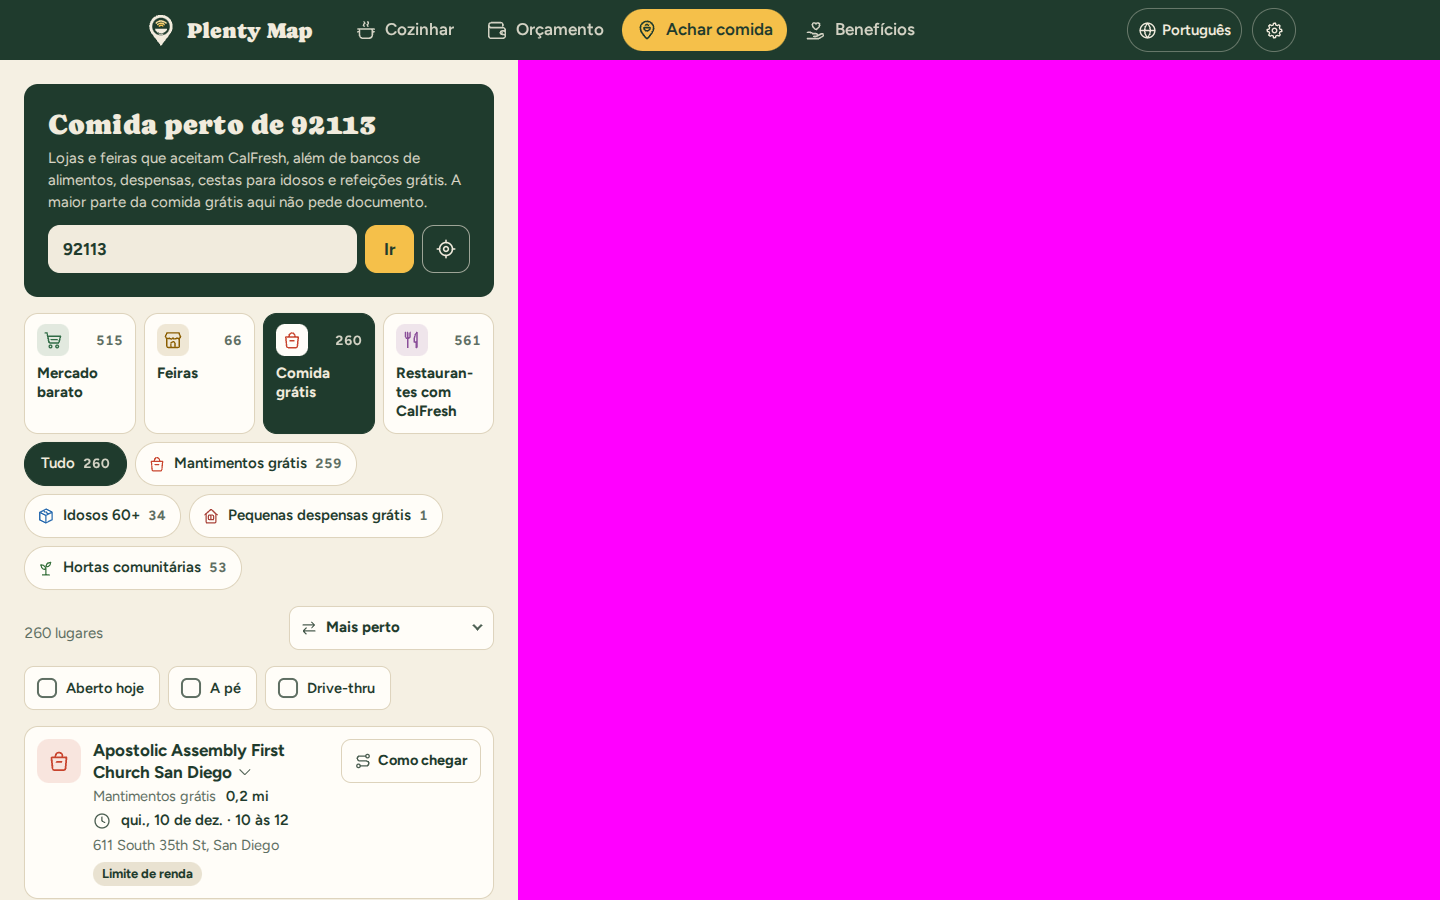 Plenty Map
Cozinhar
Orçamento
Achar comida
Benefícios
Português
Comida perto de 92113
Lojas e feiras que aceitam CalFresh, além de bancos de
alimentos, despensas, cestas para idosos e refeições grátis. A
maior parte da comida grátis aqui não pede documento.
92113
Ir
515
Mercado
barato
66
Feiras
260
Comida
grátis
561
Restauran-
tes com
CalFresh
Tudo 260
Mantimentos grátis 259
Idosos 60+ 34
Pequenas despensas grátis 1
Hortas comunitárias 53
260 lugares
Mais perto
Aberto hoje
A pé
Drive-thru
Apostolic Assembly First
Church San Diego
Como chegar
Mantimentos grátis 0,2 mi
qui., 10 de dez. · 10 às 12
611 South 35th St, San Diego
Limite de renda